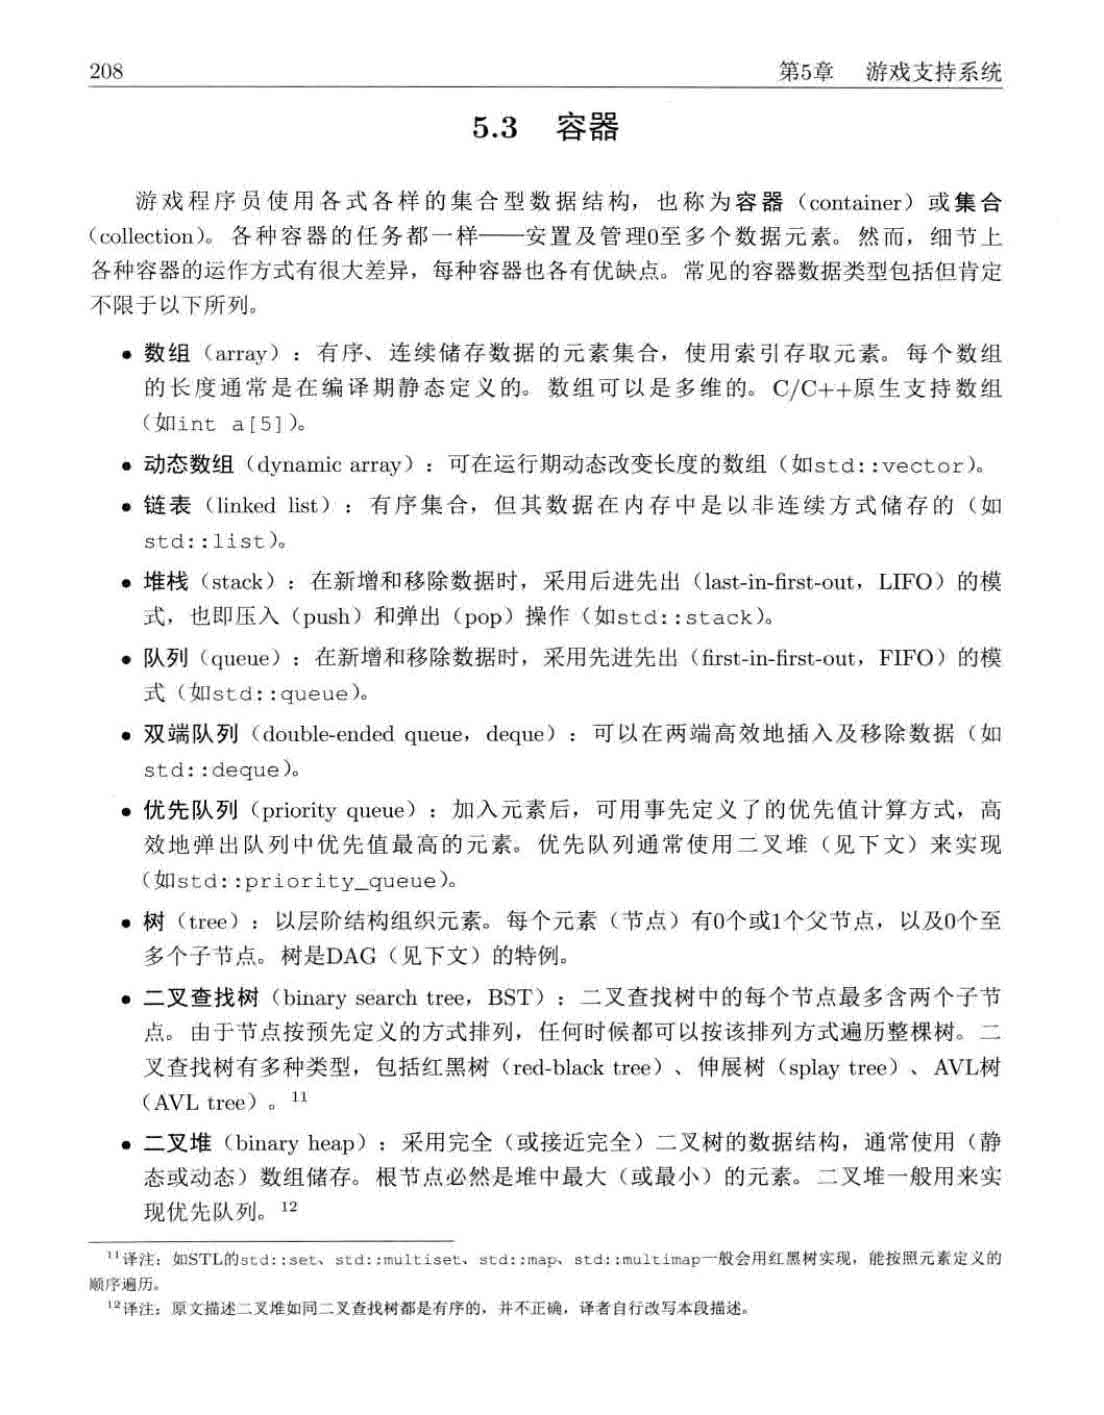 208
第5章 游戏支持系统
5.3 容器
游戏程序员使用各式各样的集合型数据结构，也称为容器（container）或集合
（collection）。各种容器的任务都一样——安置及管理0至多个数据元素。然而，细节上
各种容器的运作方式有很大差异，每种容器也各有优缺点。常见的容器数据类型包括但肯定
不限于以下所列。
● 数组（array）：有序、连续储存数据的元素集合，使用索引存取元素。每个数组
的长度通常是在编译期静态定义的。数组可以是多维的。C/C++原生支持数组
（如int a[5]）。
● 动态数组（dynamic array）：可在运行期动态改变长度的数组（如std::vector）。
● 链表（linked list）：有序集合，但其数据在内存中是以非连续方式储存的（如
std::list）。
● 堆栈（stack）：在新增和移除数据时，采用后进先出（last-in-first-out，LIFO）的模
式，也即压入（push）和弹出（pop）操作（如std::stack）。
● 队列（queue）：在新增和移除数据时，采用先进先出（first-in-first-out，FIFO）的模
式（如std::queue）。
● 双端队列（double-ended queue，deque）：可以在两端高效地插入及移除数据（如
std::deque）。
● 优先队列（priority queue）：加入元素后，可用事先定义了的优先值计算方式，高
效地弹出队列中优先值最高的元素。优先队列通常使用二叉堆（见下文）来实现
（如std::priority_queue）。
● 树（tree）：以层阶结构组织元素。每个元素（节点）有0个或1个父节点，以及0个至
多个子节点。树是DAG（见下文）的特例。
● 二叉查找树（binary search tree，BST）：二叉查找树中的每个节点最多含两个子节
点。由于节点按预先定义的方式排列，任何时候都可以按该排列方式遍历整棵树。二
叉查找树有多种类型，包括红黑树（red-black tree）、伸展树（splay tree）、AVL树
（AVL tree）。11
● 二叉堆（binary heap）：采用完全（或接近完全）二叉树的数据结构，通常使用（静
态或动态）数组储存。根节点必然是堆中最大（或最小）的元素。二叉堆一般用来实
现优先队列。12
11译注：如STL的std::set、std::multiset、std::map、std::multimap一般会用红黑树实现，能按照元素定义的
顺序遍历。
12译注：原文描述二叉堆如同二叉查找树都是有序的，并不正确，译者自行改写本段描述。